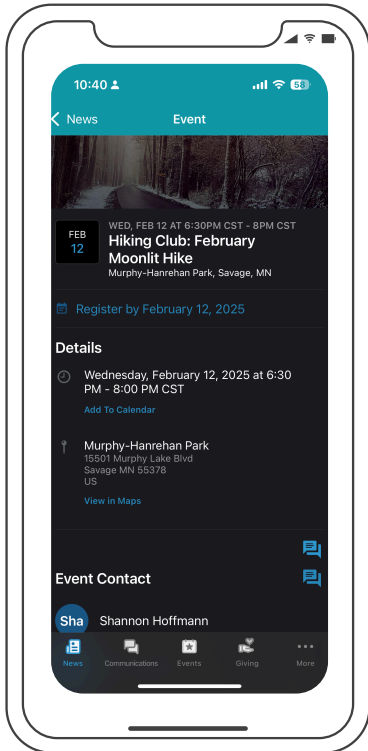 10:40
58
News
Event
FEB
12
WED, FEB 12 AT 6:30PM CST - 8PM CST
Hiking Club: February
Moonlit Hike
Murphy-Hanrehan Park, Savage, MN
Register by February 12, 2025
Details
Wednesday, February 12, 2025 at 6:30
PM - 8:00 PM CST
Add To Calendar
Murphy-Hanrehan Park
15501 Murphy Lake Blvd
Savage MN 55378
US
View in Maps
Event Contact
Sha
Shannon Hoffmann
News
Communications
Events
Giving
More